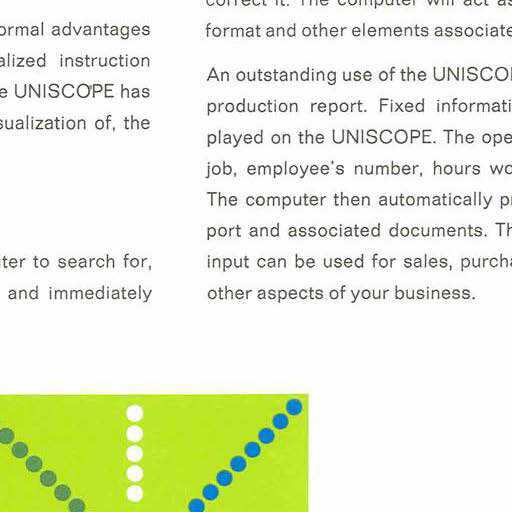 ormal advantages
alized instruction
e UNISCOPE has
sualization of, the
ter to search for,
and immediately
correct it. The computer will act as
format and other elements associate
An outstanding use of the UNISCO
production report. Fixed informati
played on the UNISCOPE. The ope
job, employee's number, hours wo
The computer then automatically p
port and associated documents. Th
input can be used for sales, purcha
other aspects of your business.